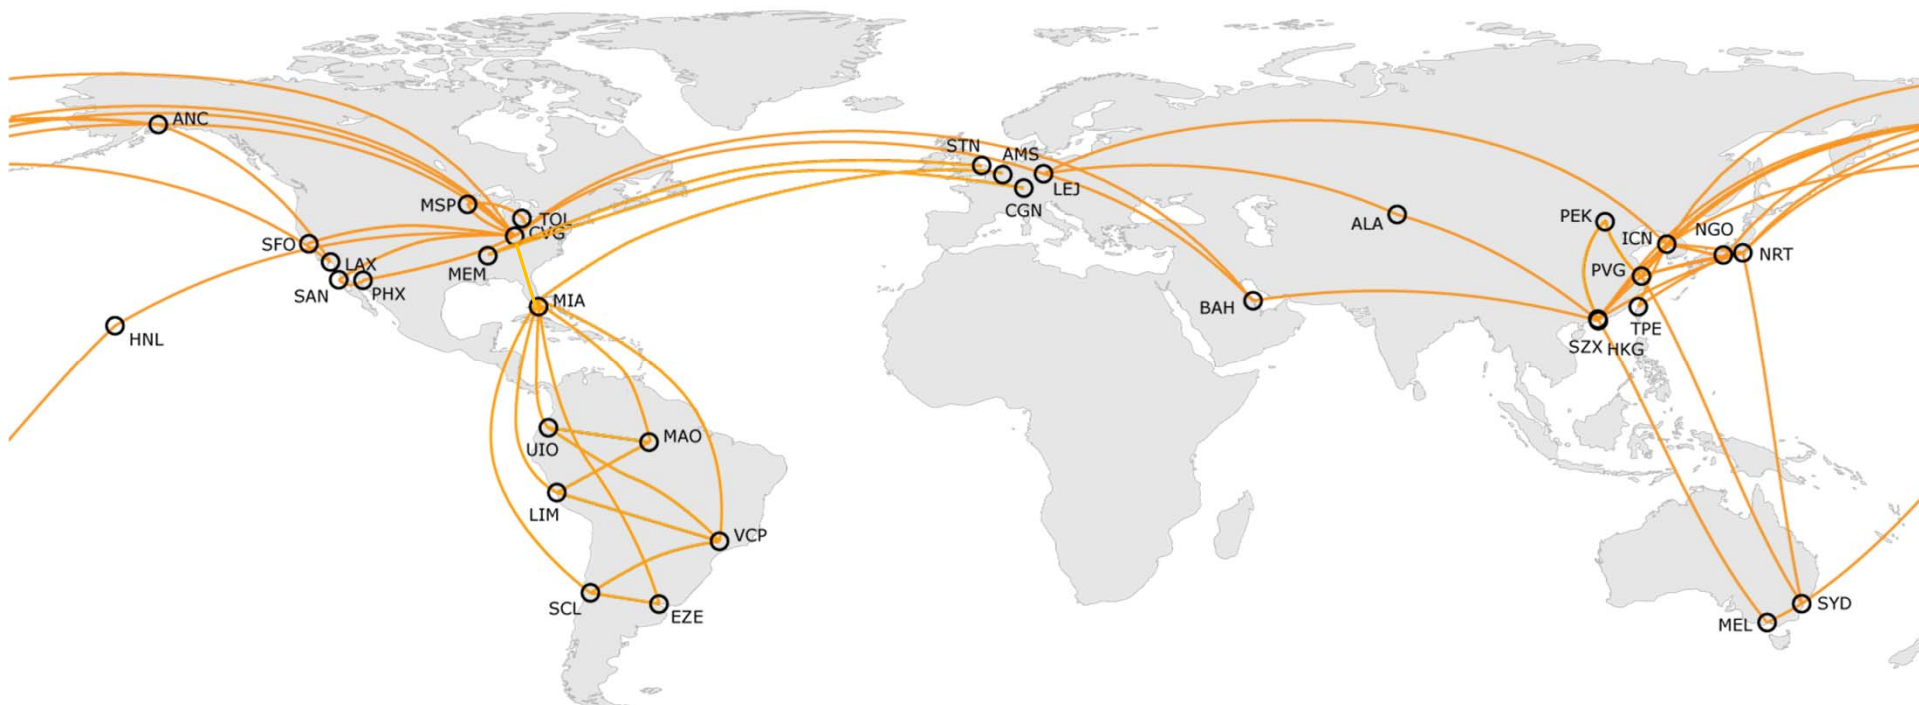 ANC
STN
AMS
LEJ
CGN
MSP
TOL
CVG
SFO
LAX
MEM
SAN
PHX
MIA
HNL
ALA
PEK
ICN
NGO
NRT
PVG
BAH
TPE
SZX
HKG
UIO
MAO
LIM
VCP
SCL
EZE
SYD
MEL